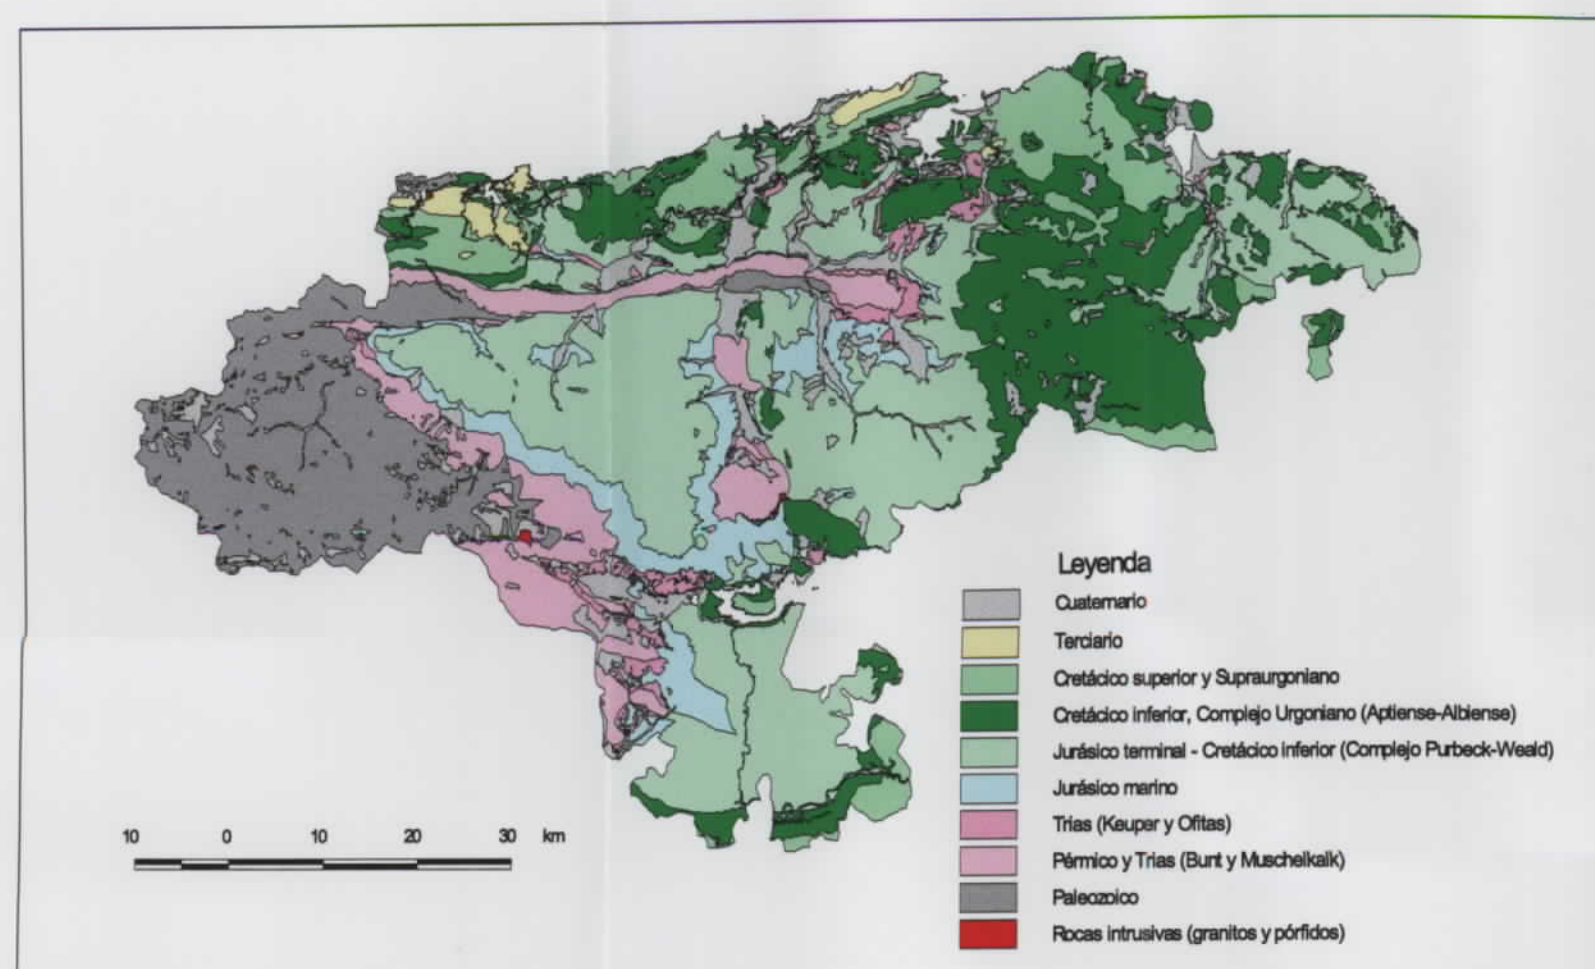 Leyenda
Cuaternario
Terciario
Cretácico superior y Supraurgoniano
Cretácico inferior, Complejo Urgoniano (Aptiense-Albiense)
Jurásico terminal - Cretácico inferior (Complejo Purbeck-Weald)
Jurásico marino
Trias (Keuper y Ofitas)
Pérmico y Trias (Bunt y Muschelkalk)
Paleozoico
Rocas intrusivas (granitos y pórfidos)
10 0 10 20 30 km